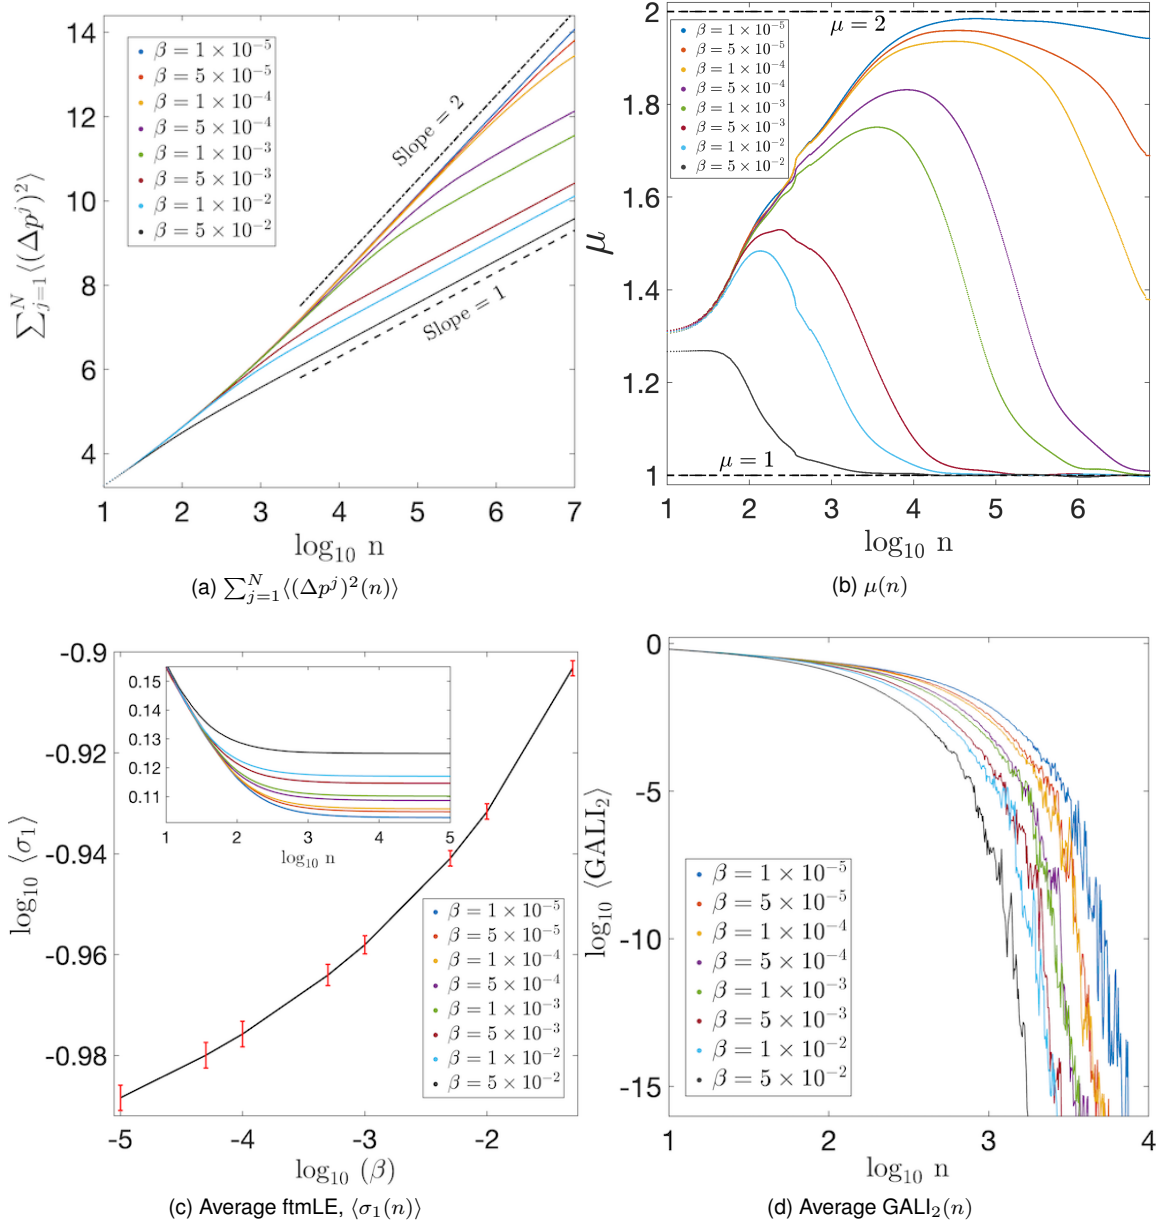 14
12
10
8
6
4
1
2
3
4
5
6
7
∑_{j=1}^{N}⟨(Δp^j)^2⟩
log₁₀ n
β = 1 × 10⁻⁵
β = 5 × 10⁻⁵
β = 1 × 10⁻⁴
β = 5 × 10⁻⁴
β = 1 × 10⁻³
β = 5 × 10⁻³
β = 1 × 10⁻²
β = 5 × 10⁻²
Slope = 2
Slope = 1
(a) ∑_{j=1}^{N}⟨(Δp^j)^2(n)⟩
2
1.8
1.6
1.4
1.2
1
1
2
3
4
5
6
μ
log₁₀ n
β = 1 × 10⁻⁵
β = 5 × 10⁻⁵
β = 1 × 10⁻⁴
β = 5 × 10⁻⁴
β = 1 × 10⁻³
β = 5 × 10⁻³
β = 1 × 10⁻²
β = 5 × 10⁻²
μ = 2
μ = 1
(b) μ(n)
-0.9
-0.92
-0.94
-0.96
-0.98
-5
-4
-3
-2
log₁₀ ⟨σ₁⟩
log₁₀ (β)
0.15
0.14
0.13
0.12
0.11
1
2
3
4
5
log₁₀ n
β = 1 × 10⁻⁵
β = 5 × 10⁻⁵
β = 1 × 10⁻⁴
β = 5 × 10⁻⁴
β = 1 × 10⁻³
β = 5 × 10⁻³
β = 1 × 10⁻²
β = 5 × 10⁻²
(c) Average ftmLE, ⟨σ₁(n)⟩
0
-5
-10
-15
1
2
3
4
log₁₀ ⟨GALI₂⟩
log₁₀ n
β = 1 × 10⁻⁵
β = 5 × 10⁻⁵
β = 1 × 10⁻⁴
β = 5 × 10⁻⁴
β = 1 × 10⁻³
β = 5 × 10⁻³
β = 1 × 10⁻²
β = 5 × 10⁻²
(d) Average GALI₂(n)